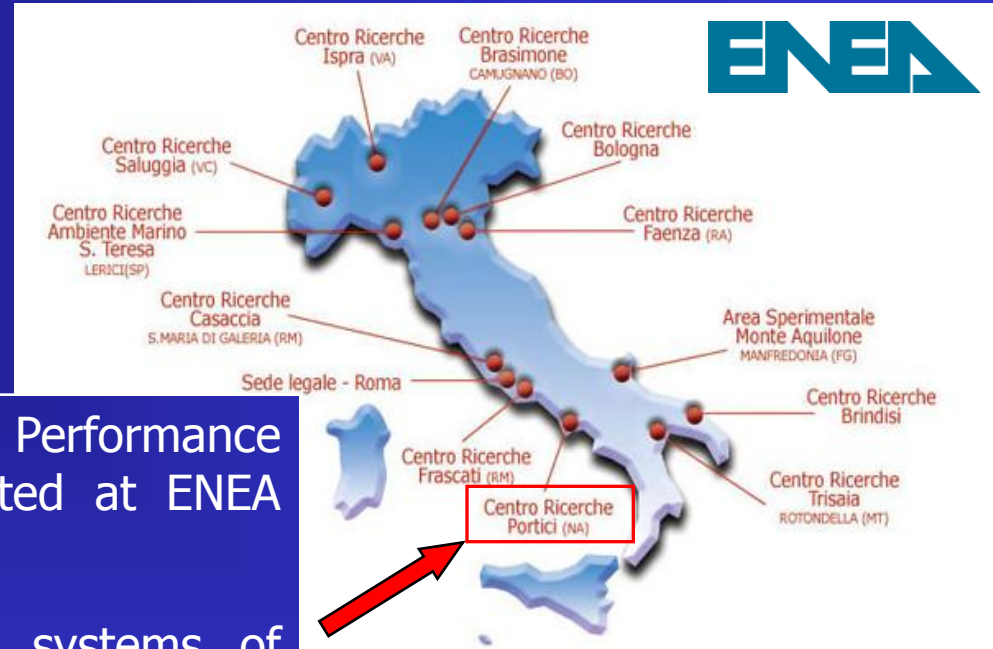 ENEA
Centro Ricerche
Ispra (VA)
Centro Ricerche
Brasimone
CAMUGNANO (BO)
Centro Ricerche
Bologna
Centro Ricerche
Saluggia (VC)
Centro Ricerche
Ambiente Marino
S. Teresa
LERICI(SP)
Centro Ricerche
Faenza (RA)
Centro Ricerche
Casaccia
S.MARIA DI GALERIA (RM)
Area Sperimentale
Monte Aquilone
MANFREDONIA (FG)
Sede legale - Roma
Centro Ricerche
Brindisi
Centro Ricerche
Frascati (RM)
Centro Ricerche
Trisaia
ROTONDELLA (MT)
Centro Ricerche
Portici (NA)
Performance
ted at ENEA
systems of